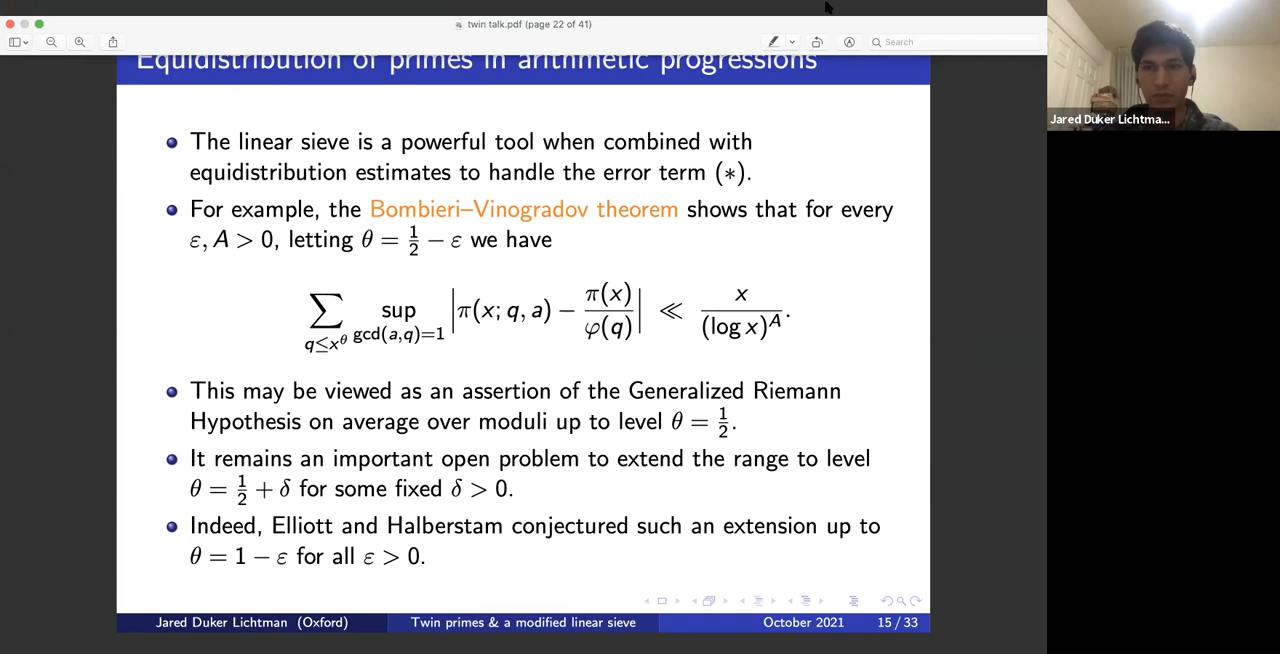 twin talk.pdf (page 22 of 41)
Search
Equidistribution of primes in arithmetic progressions
The linear sieve is a powerful tool when combined with
equidistribution estimates to handle the error term (∗).
For example, the Bombieri–Vinogradov theorem shows that for every
ε, A > 0, letting θ = 1/2 − ε we have
∑_{q≤x^θ} sup_{gcd(a,q)=1} |π(x; q, a) − π(x)/φ(q)| ≪ x/(log x)^A.
This may be viewed as an assertion of the Generalized Riemann
Hypothesis on average over moduli up to level θ = 1/2.
It remains an important open problem to extend the range to level
θ = 1/2 + δ for some fixed δ > 0.
Indeed, Elliott and Halberstam conjectured such an extension up to
θ = 1 − ε for all ε > 0.
Jared Duker Lichtman (Oxford)
Twin primes & a modified linear sieve
October 2021
15 / 33
Jared Duker Lichtma...